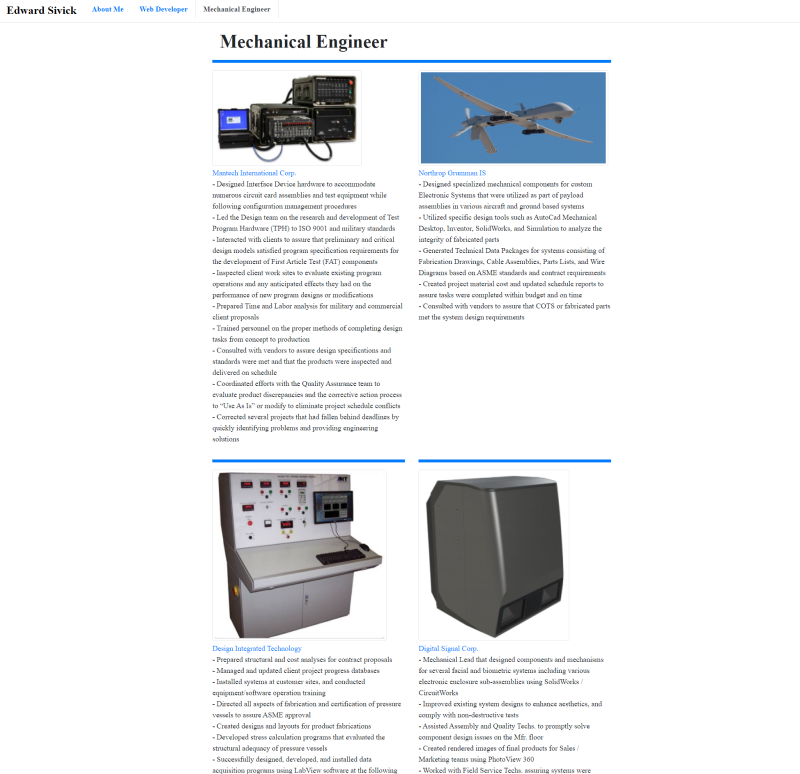 Edward Sivick
About Me
Web Developer
Mechanical Engineer
Mechanical Engineer
Mantech International Corp.
- Designed Interface Device hardware to accommodate
numerous circuit card assemblies and test equipment while
following configuration management procedures
- Led the Design team on the research and development of Test
Program Hardware (TPH) to ISO 9001 and military standards
- Interacted with clients to assure that preliminary and critical
design models satisfied program specification requirements for
the development of First Article Test (FAT) components
- Inspected client work sites to evaluate existing program
operations and any anticipated effects they had on the
performance of new program designs or modifications
- Prepared Time and Labor analysis for military and commercial
client proposals
- Trained personnel on the proper methods of completing design
tasks from concept to production
- Consulted with vendors to assure design specifications and
standards were met and that the products were inspected and
delivered on schedule
- Coordinated efforts with the Quality Assurance team to
evaluate product discrepancies and the corrective action process
to “Use As Is” or modify to eliminate project schedule conflicts
- Corrected several projects that had fallen behind deadlines by
quickly identifying problems and providing engineering
solutions
Northrop Grumman IS
- Designed specialized mechanical components for custom
Electronic Systems that were utilized as part of payload
assemblies in various aircraft and ground based systems
- Utilized specific design tools such as AutoCad Mechanical
Desktop, Inventor, SolidWorks, and Simulation to analyze the
integrity of fabricated parts
- Generated Technical Data Packages for systems consisting of
Fabrication Drawings, Cable Assemblies, Parts Lists, and Wire
Diagrams based on ASME standards and contract requirements
- Created project material cost and updated schedule reports to
assure tasks were completed within budget and on time
- Consulted with vendors to assure that COTS or fabricated parts
met the system design requirements
Design Integrated Technology
- Prepared structural and cost analyses for contract proposals
- Managed and updated client project progress databases
- Installed systems at customer sites, and conducted
equipment/software operation training
- Directed all aspects of fabrication and certification of pressure
vessels to assure ASME approval
- Created designs and layouts for product fabrications
- Developed stress calculation programs that evaluated the
structural adequacy of pressure vessels
- Successfully designed, developed, and installed data
acquisition programs using LabView software at the following
Digital Signal Corp.
- Mechanical Lead that designed components and mechanisms
for several facial and biometric systems including various
electronic enclosure sub-assemblies using SolidWorks /
CircuitWorks
- Improved existing system designs to enhance aesthetics, and
comply with non-destructive tests
- Assisted Assembly and Quality Techs. to promptly solve
component design issues on the Mfr. floor
- Created rendered images of final products for Sales /
Marketing teams using PhotoView 360
- Worked with Field Service Techs. assuring systems were